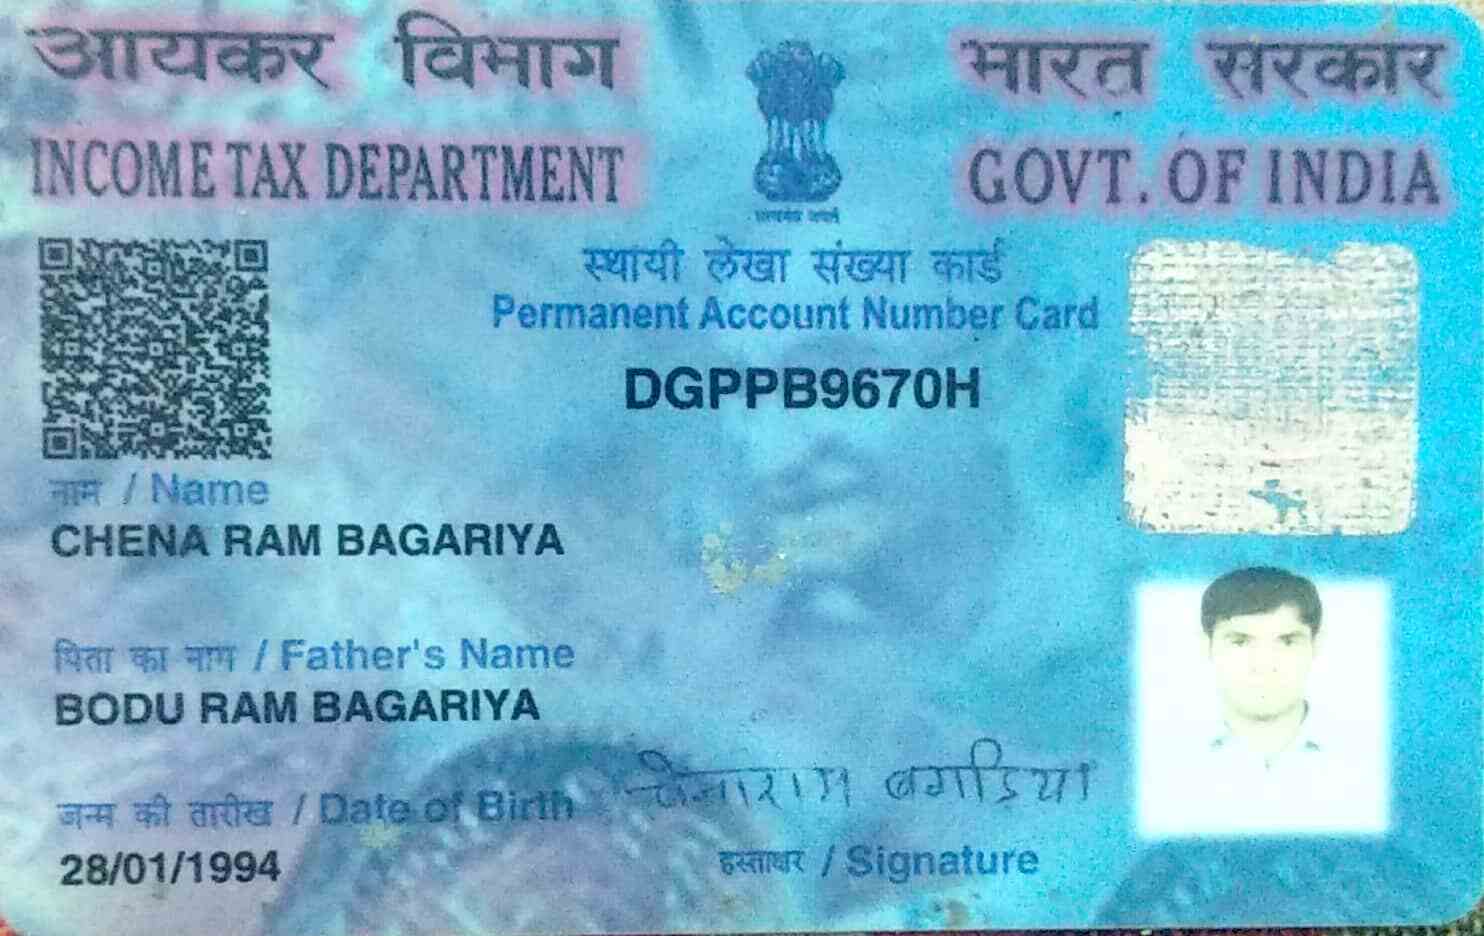 आयकर विभाग
INCOME TAX DEPARTMENT
भारत सरकार
GOVT. OF INDIA
सत्यमेव जयते
स्थायी लेखा संख्या कार्ड
Permanent Account Number Card
DGPPB9670H
नाम / Name
CHENA RAM BAGARIYA
पिता का नाम / Father's Name
BODU RAM BAGARIYA
जन्म की तारीख / Date of Birth
28/01/1994
चेनाराम बगडिया
हस्ताक्षर / Signature